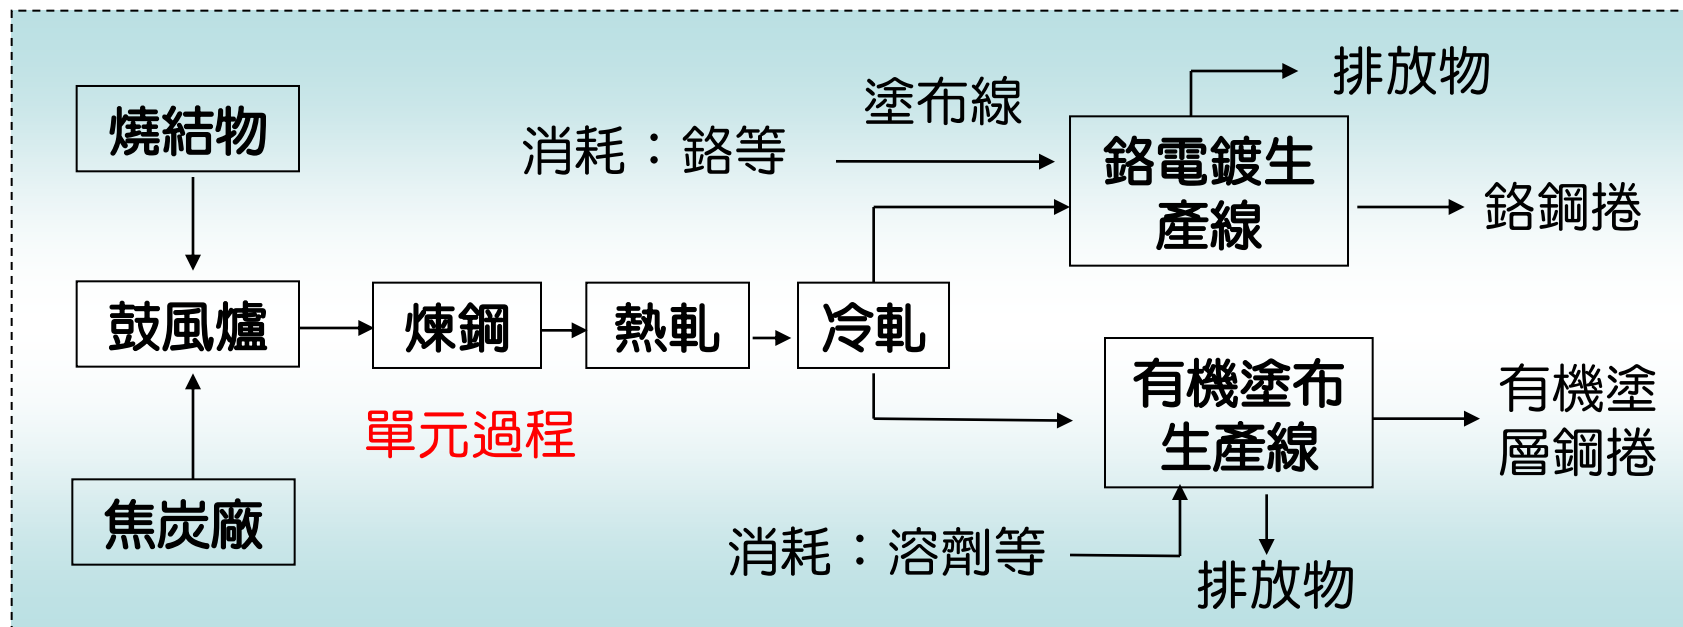 排放物
塗布線
燒結物
消耗：鉻等
鉻電鍍生
產線
鉻鋼捲
鼓風爐
煉鋼
熱軋
冷軋
有機塗布
生產線
有機塗
層鋼捲
單元過程
焦炭廠
消耗：溶劑等
排放物